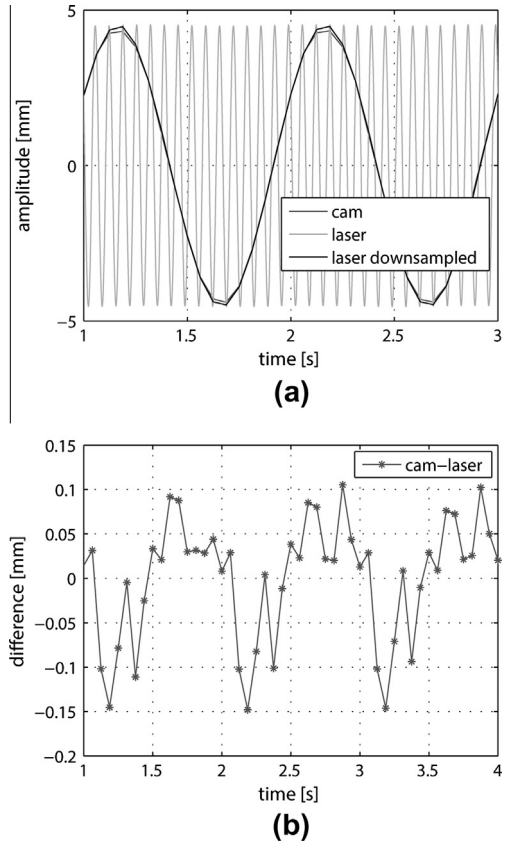 5
0
−5
amplitude [mm]
cam
laser
laser downsampled
1
1.5
2
2.5
3
time [s]
(a)
0.15
0.1
0.05
0
−0.05
−0.1
−0.15
−0.2
difference [mm]
cam−laser
1
1.5
2
2.5
3
3.5
4
time [s]
(b)